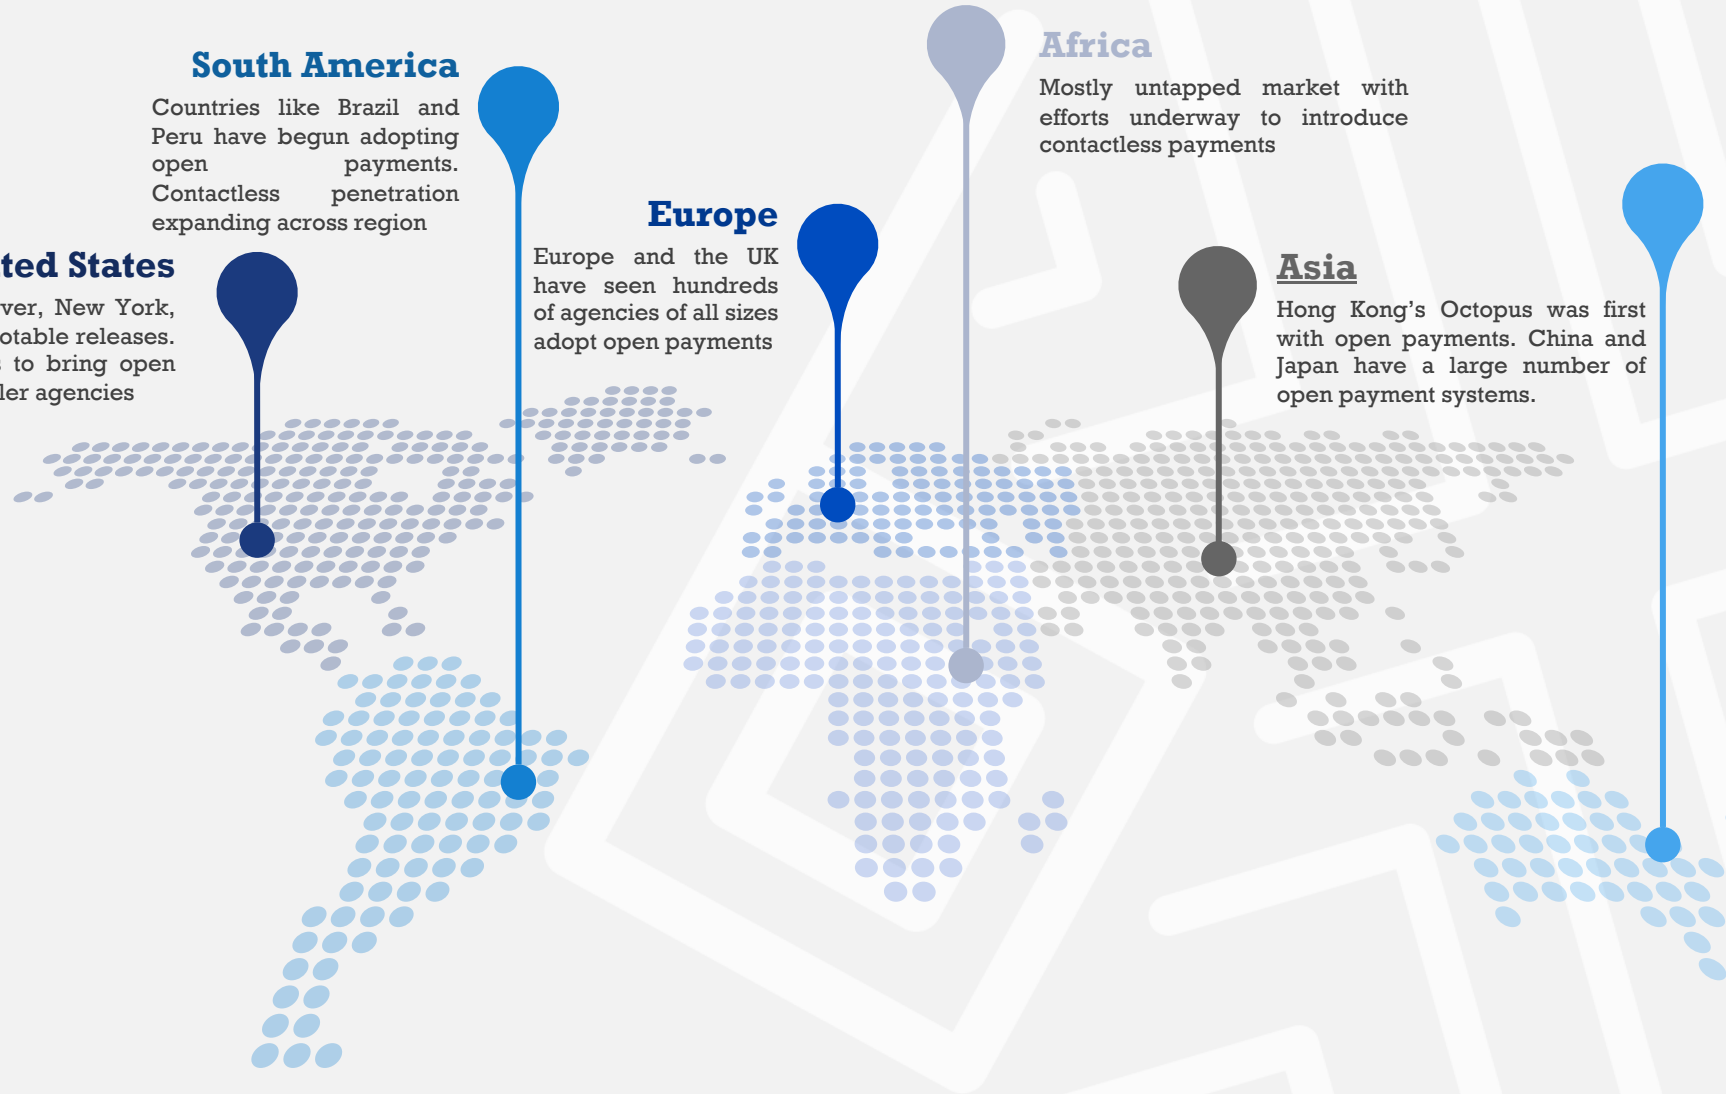 South America
Countries like Brazil and
Peru have begun adopting
open payments.
Contactless penetration
expanding across region
ted States
ver, New York,
otable releases.
s to bring open
ler agencies
Europe
Europe and the UK
have seen hundreds
of agencies of all sizes
adopt open payments
Africa
Mostly untapped market with
efforts underway to introduce
contactless payments
Asia
Hong Kong’s Octopus was first
with open payments. China and
Japan have a large number of
open payment systems.